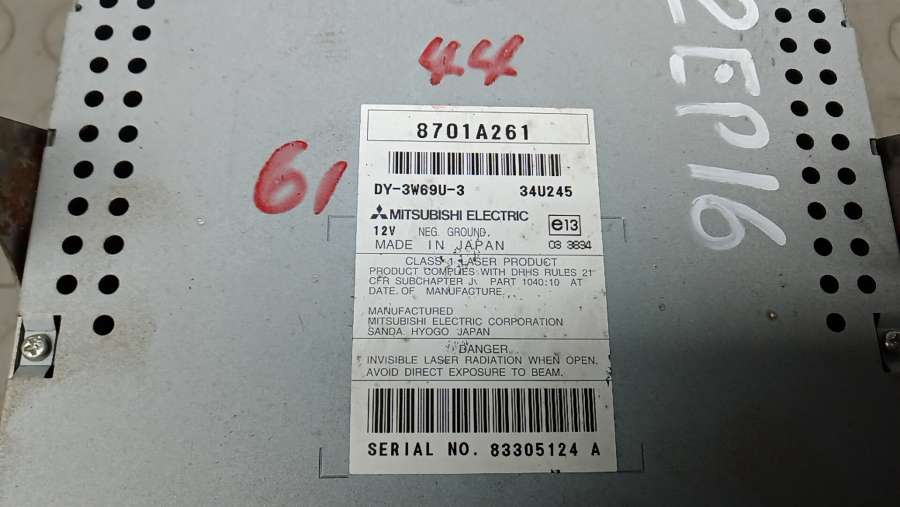 44
61
2EP16
8701A261
DY-3W69U-3 34U245
MITSUBISHI ELECTRIC
12V NEG. GROUND. e13
MADE IN JAPAN 03 3834
CLASS 1 LASER PRODUCT
PRODUCT COMPLIES WITH DHHS RULES 21
CFR SUBCHAPTER J, PART 1040:10 AT
DATE OF MANUFACTURE.
MANUFACTURED
MITSUBISHI ELECTRIC CORPORATION
SANDA HYOGO JAPAN
DANGER
INVISIBLE LASER RADIATION WHEN OPEN.
AVOID DIRECT EXPOSURE TO BEAM.
SERIAL NO. 83305124 A